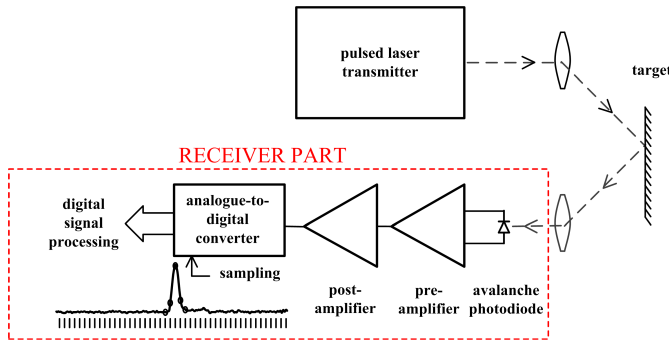 pulsed laser
transmitter
target
RECEIVER PART
digital
signal
processing
analogue-to-
digital
converter
sampling
post-
amplifier
pre-
amplifier
avalanche
photodiode